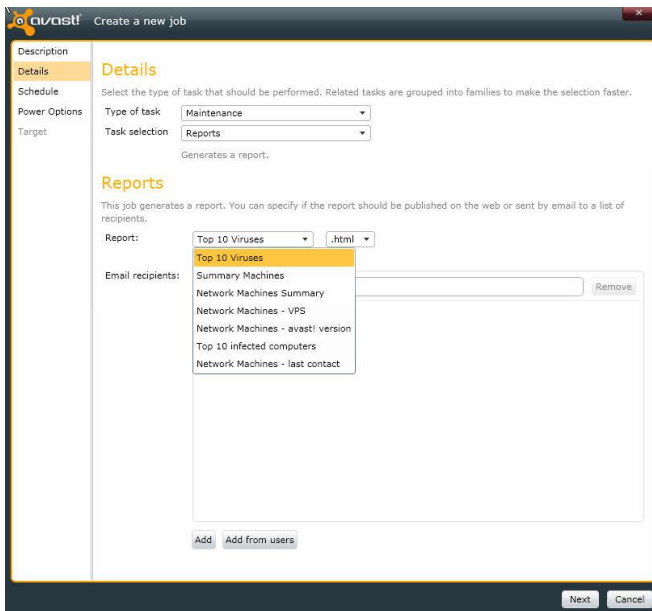 avast! Create a new job
Description
Details
Schedule
Power Options
Target
Details
Select the type of task that should be performed. Related tasks are grouped into families to make the selection faster.
Type of task Maintenance
Task selection Reports
Generates a report.
Reports
This job generates a report. You can specify if the report should be published on the web or sent by email to a list of
recipients.
Report: Top 10 Viruses .html
Top 10 Viruses
Email recipients: Summary Machines Remove
Network Machines Summary
Network Machines - VPS
Network Machines - avast! version
Top 10 infected computers
Network Machines - last contact
Add Add from users
Next Cancel